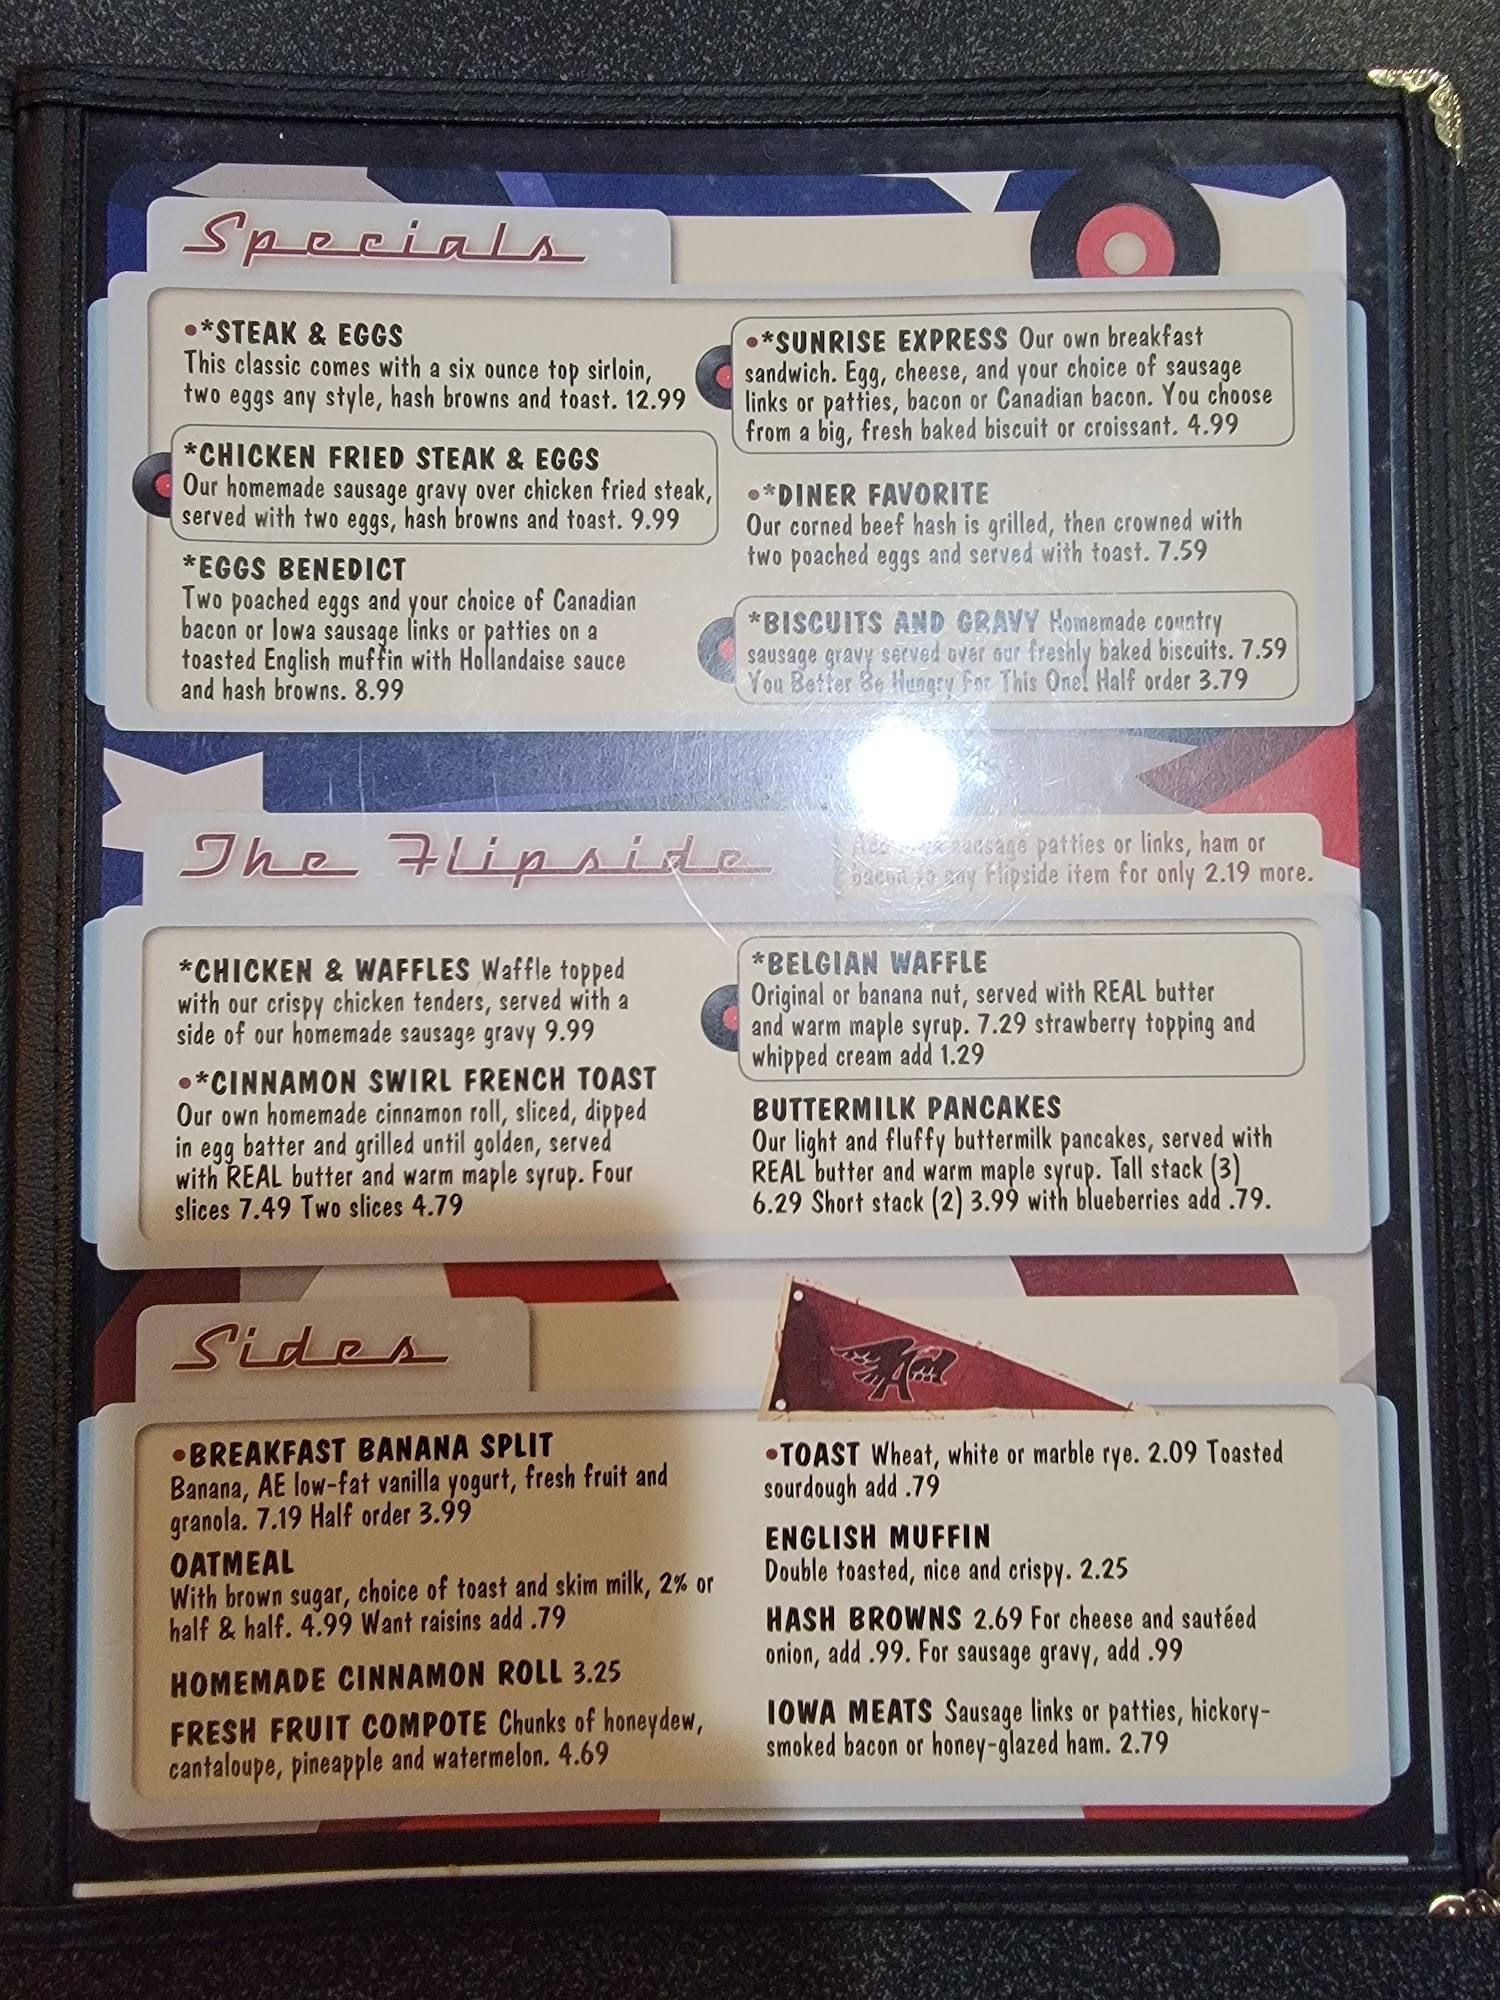 Specials
•*STEAK & EGGS
This classic comes with a six ounce top sirloin,
two eggs any style, hash browns and toast. 12.99
*CHICKEN FRIED STEAK & EGGS
Our homemade sausage gravy over chicken fried steak,
served with two eggs, hash browns and toast. 9.99
*EGGS BENEDICT
Two poached eggs and your choice of Canadian
bacon or Iowa sausage links or patties on a
toasted English muffin with Hollandaise sauce
and hash browns. 8.99
•*SUNRISE EXPRESS Our own breakfast
sandwich. Egg, cheese, and your choice of sausage
links or patties, bacon or Canadian bacon. You choose
from a big, fresh baked biscuit or croissant. 4.99
•*DINER FAVORITE
Our corned beef hash is grilled, then crowned with
two poached eggs and served with toast. 7.59
*BISCUITS AND GRAVY Homemade country
sausage gravy served over our freshly baked biscuits. 7.59
You Better Be Hungry For This One! Half order 3.79
The Flipside
sausage patties or links, ham or
bacon to any Flipside item for only 2.19 more.
*CHICKEN & WAFFLES Waffle topped
with our crispy chicken tenders, served with a
side of our homemade sausage gravy 9.99
•*CINNAMON SWIRL FRENCH TOAST
Our own homemade cinnamon roll, sliced, dipped
in egg batter and grilled until golden, served
with REAL butter and warm maple syrup. Four
slices 7.49 Two slices 4.79
*BELGIAN WAFFLE
Original or banana nut, served with REAL butter
and warm maple syrup. 7.29 strawberry topping and
whipped cream add 1.29
BUTTERMILK PANCAKES
Our light and fluffy buttermilk pancakes, served with
REAL butter and warm maple syrup. Tall stack (3)
6.29 Short stack (2) 3.99 with blueberries add .79.
Sides
A
•BREAKFAST BANANA SPLIT
Banana, AE low-fat vanilla yogurt, fresh fruit and
granola. 7.19 Half order 3.99
OATMEAL
With brown sugar, choice of toast and skim milk, 2% or
half & half. 4.99 Want raisins add .79
HOMEMADE CINNAMON ROLL 3.25
FRESH FRUIT COMPOTE Chunks of honeydew,
cantaloupe, pineapple and watermelon. 4.69
•TOAST Wheat, white or marble rye. 2.09 Toasted
sourdough add .79
ENGLISH MUFFIN
Double toasted, nice and crispy. 2.25
HASH BROWNS 2.69 For cheese and sautéed
onion, add .99. For sausage gravy, add .99
IOWA MEATS Sausage links or patties, hickory-
smoked bacon or honey-glazed ham. 2.79